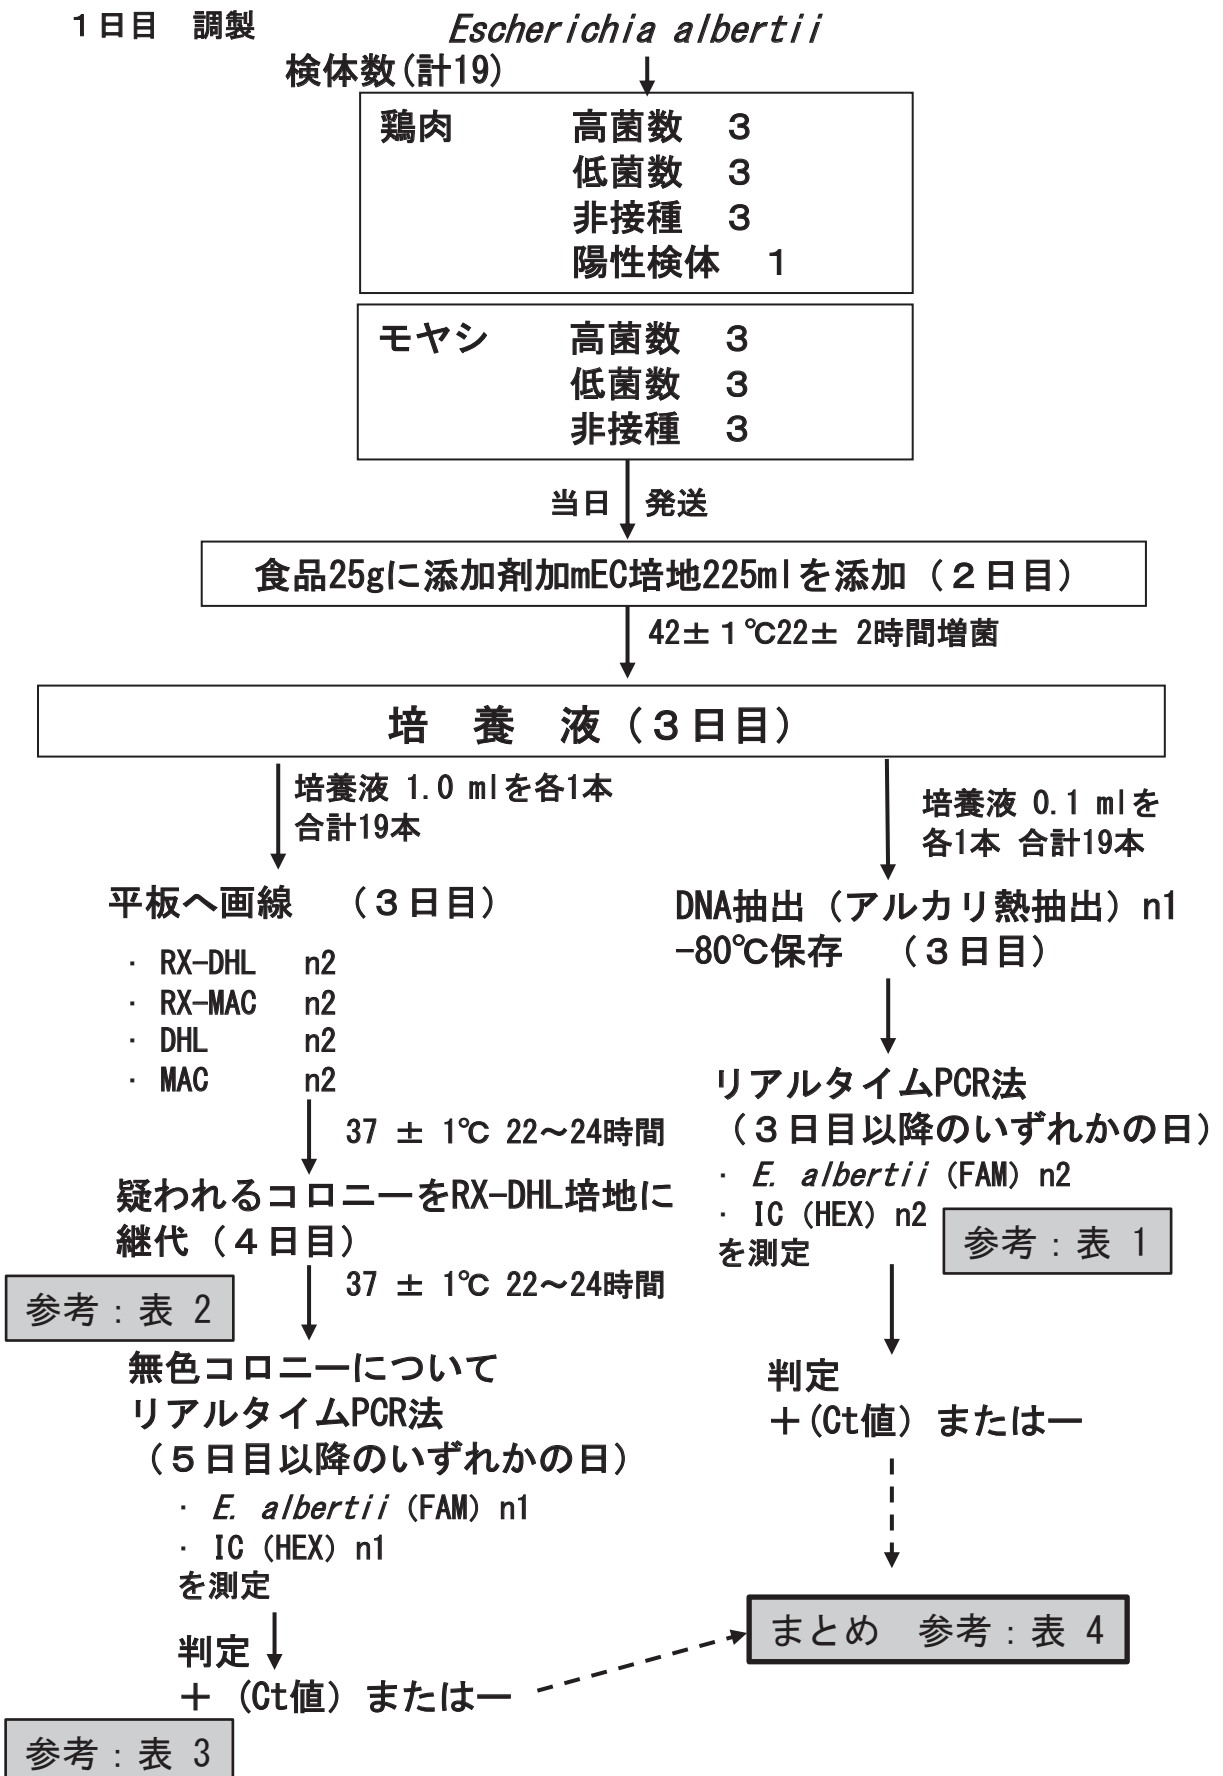 1日目　調製
Escherichia albertii
検体数(計19)
鶏肉　高菌数　3
低菌数　3
非接種　3
陽性検体　1
モヤシ　高菌数　3
低菌数　3
非接種　3
当日　発送
食品25gに添加剤加mEC培地225mlを添加（２日目）
42±１℃22± 2時間増菌
培　養　液（３日目）
培養液 1.0 mlを各1本
合計19本
培養液 0.1 mlを
各1本 合計19本
平板へ画線　（３日目）
・ RX-DHL　n2
・ RX-MAC　n2
・ DHL　n2
・ MAC　n2
37 ± 1℃ 22～24時間
疑われるコロニーをRX-DHL培地に
継代（４日目）
37 ± 1℃ 22～24時間
参考：表 2
無色コロニーについて
リアルタイムPCR法
（５日目以降のいずれかの日）
・ E. albertii (FAM) n1
・ IC (HEX) n1
を測定
判定
＋ (Ct値) または－
参考：表 3
DNA抽出（アルカリ熱抽出）n1
-80℃保存　（３日目）
リアルタイムPCR法
（３日目以降のいずれかの日）
・ E. albertii (FAM) n2
・ IC (HEX) n2
を測定
参考：表 1
判定
＋(Ct値) または－
まとめ　参考：表 4